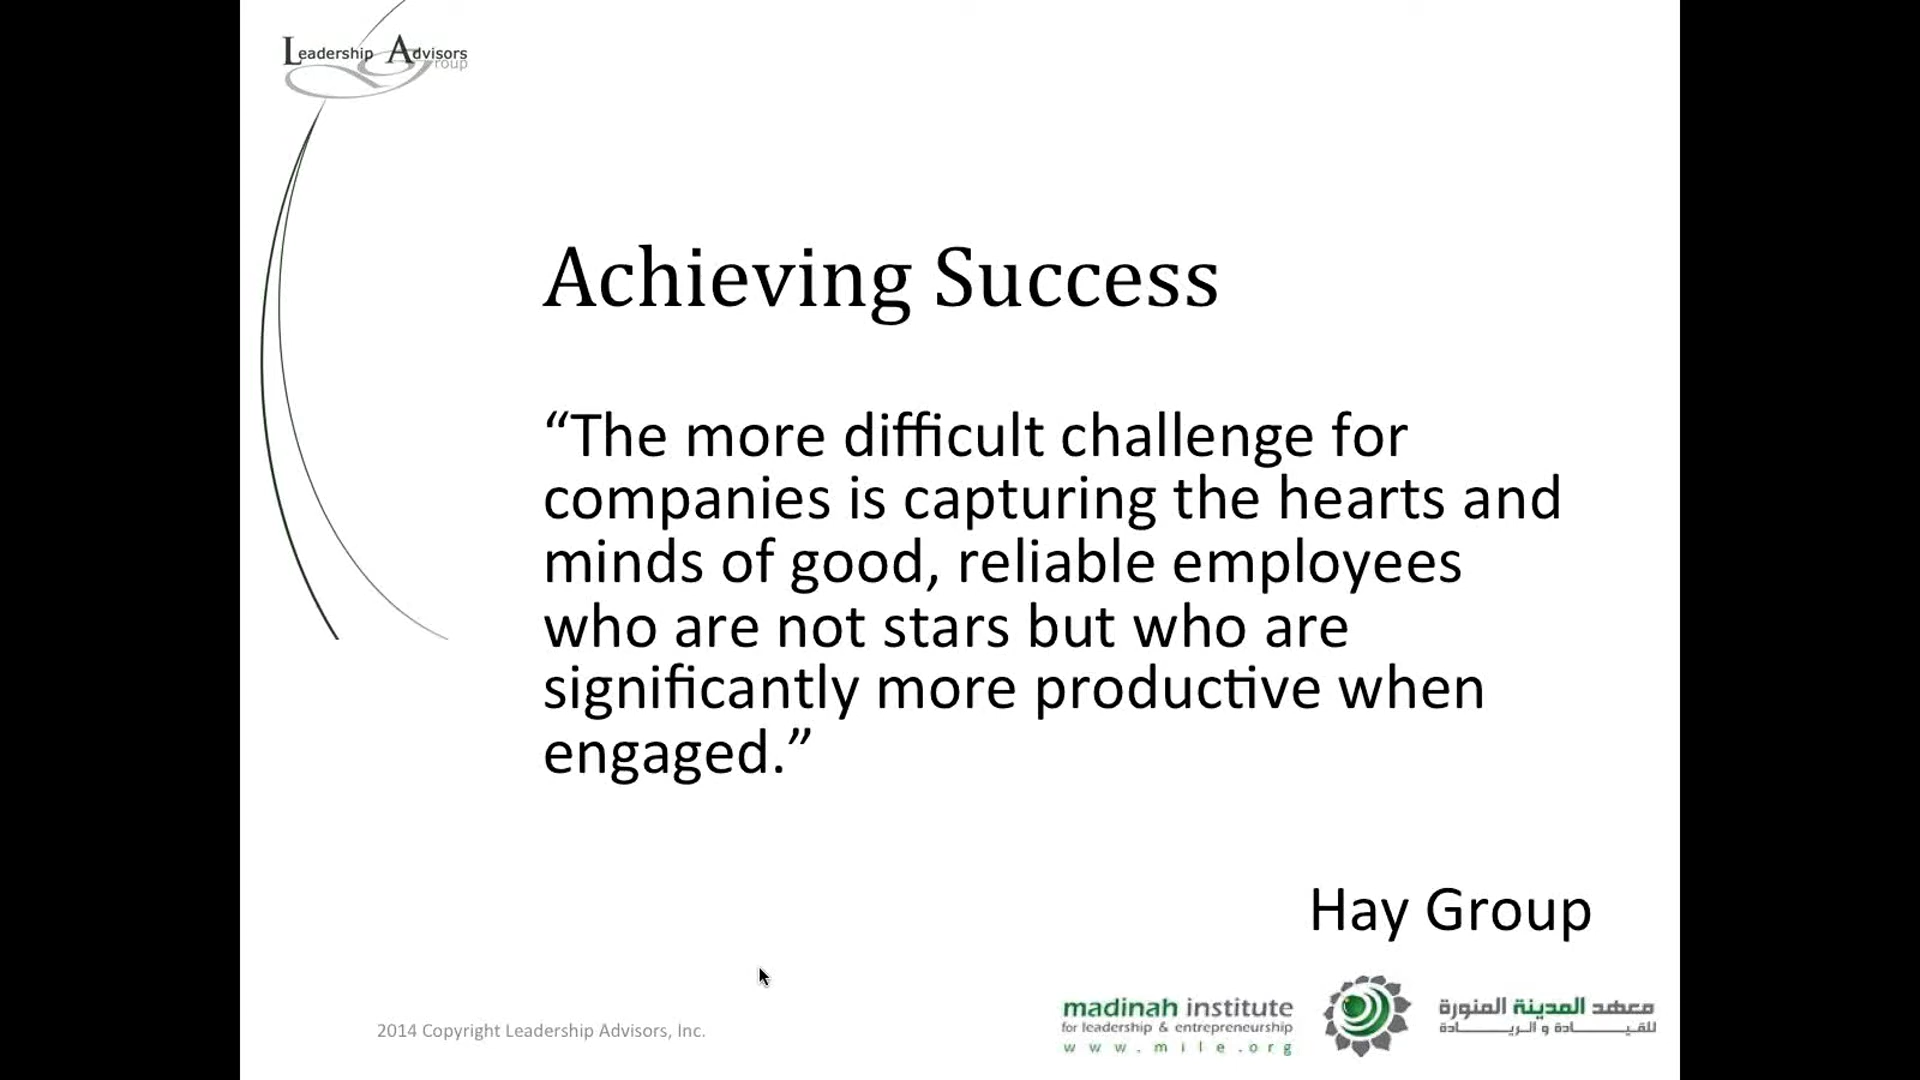 Leadership Advisors
Group
Achieving Success
“The more difficult challenge for
companies is capturing the hearts and
minds of good, reliable employees
who are not stars but who are
significantly more productive when
engaged.”
Hay Group
2014 Copyright Leadership Advisors, Inc.
madinah institute
for leadership & entrepreneurship
www.mile.org
معهد المدينة المنورة
للقيـــادة و الريـــادة